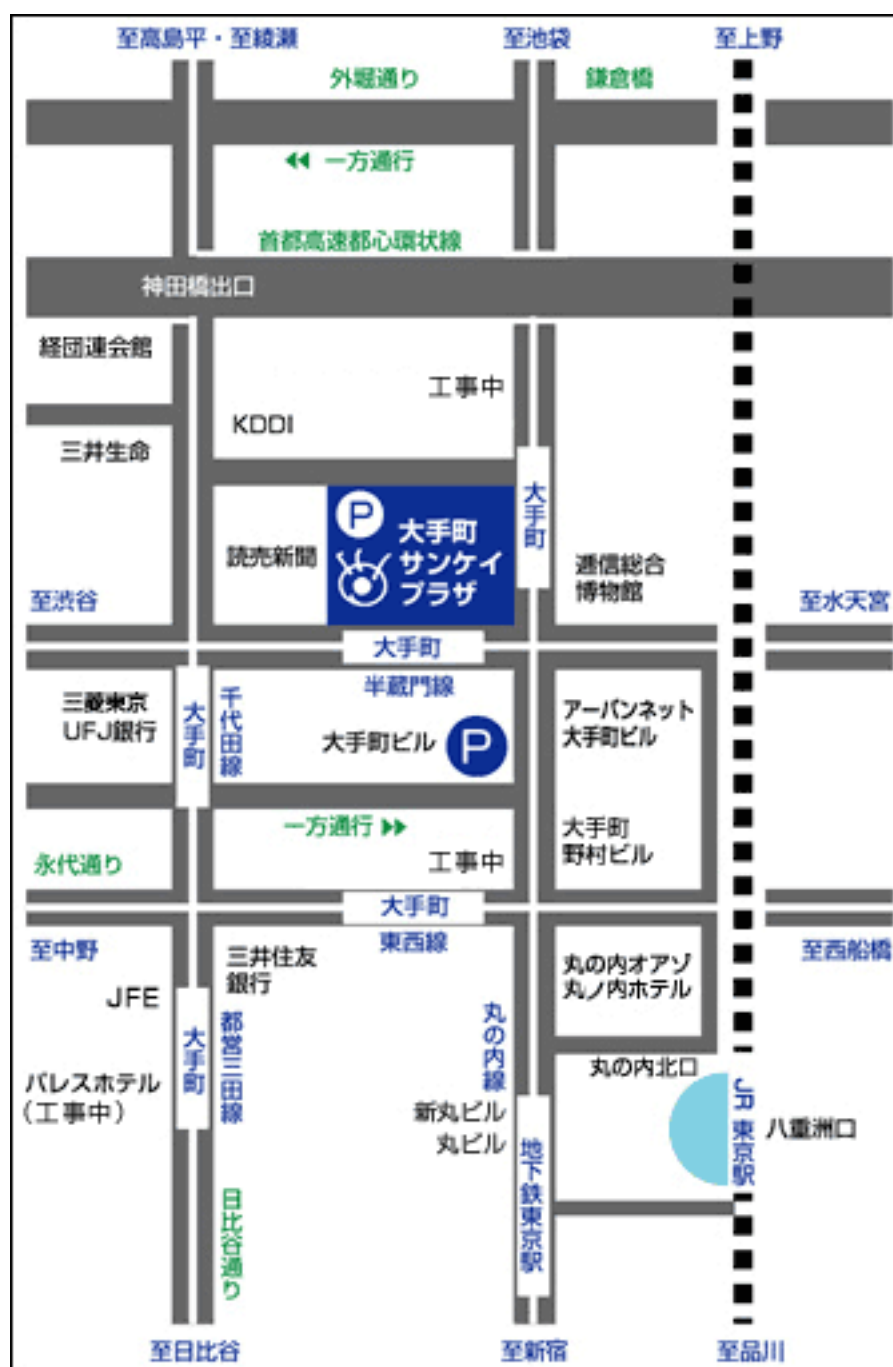 至高島平・至綾瀬
至池袋
至上野
外堀通り
鎌倉橋
一方通行
首都高速都心環状線
神田橋出口
経団連会館
工事中
KDDI
三井生命
大手町
P
大手町
サンケイ
プラザ
読売新聞
逓信総合
博物館
至渋谷
至水天宮
大手町
半蔵門線
三菱東京
UFJ銀行
大手町
千代田線
大手町ビル
P
アーバンネット
大手町ビル
一方通行
大手町
野村ビル
工事中
永代通り
大手町
東西線
至中野
至西船橋
三井住友
銀行
丸の内オアゾ
丸ノ内ホテル
JFE
大手町
都営三田線
丸の内線
丸の内北口
パレスホテル
(工事中)
新丸ビル
丸ビル
地下鉄東京駅
JR 東京駅
八重洲口
日比谷通り
至日比谷
至新宿
至品川